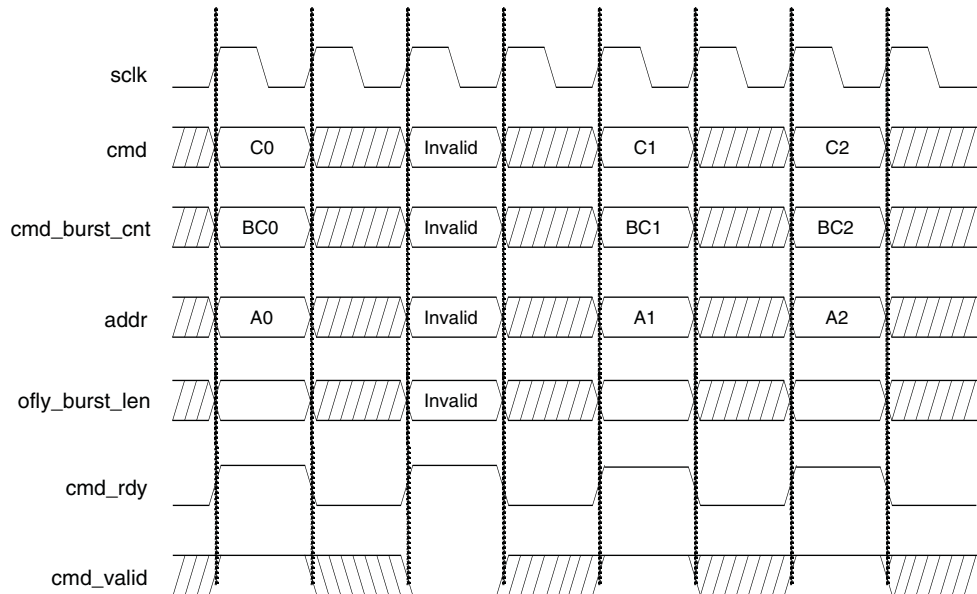 sclk
cmd C0 Invalid C1 C2
cmd_burst_cnt BC0 Invalid BC1 BC2
addr A0 Invalid A1 A2
ofly_burst_len Invalid
cmd_rdy
cmd_valid